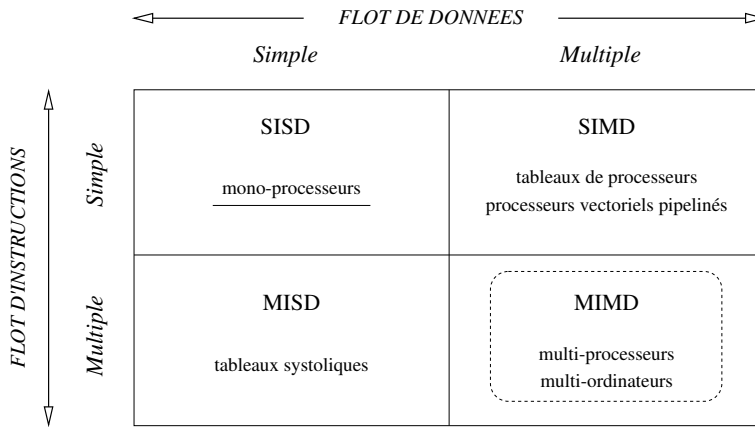 FLOT DE DONNEES
Simple
Multiple
FLOT D'INSTRUCTIONS
Simple
SISD
mono-processeurs
SIMD
tableaux de processeurs
processeurs vectoriels pipelinés
Multiple
MISD
tableaux systoliques
MIMD
multi-processeurs
multi-ordinateurs